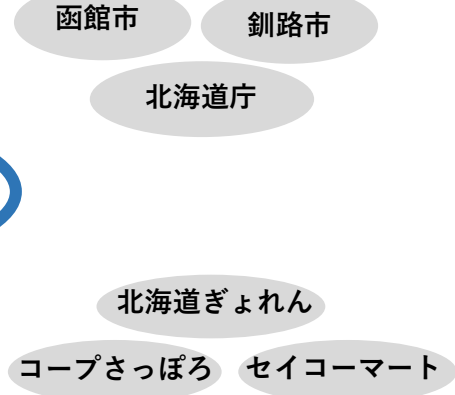 函館市
釧路市
北海道庁
北海道ぎょれん
コープさっぽろ
セイコーマート